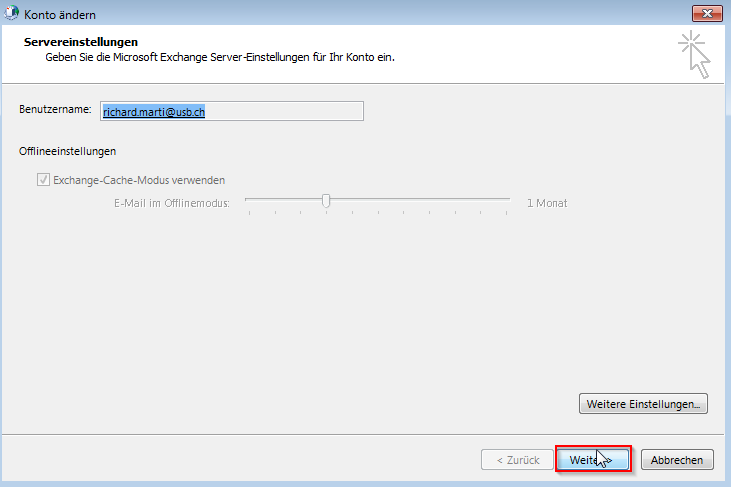 Konto ändern
Servereinstellungen
Geben Sie die Microsoft Exchange Server-Einstellungen für Ihr Konto ein.
Benutzername: richard.marti@usb.ch
Offlineeinstellungen
Exchange-Cache-Modus verwenden
E-Mail im Offlinemodus: 1 Monat
Weitere Einstellungen...
< Zurück Weiter > Abbrechen